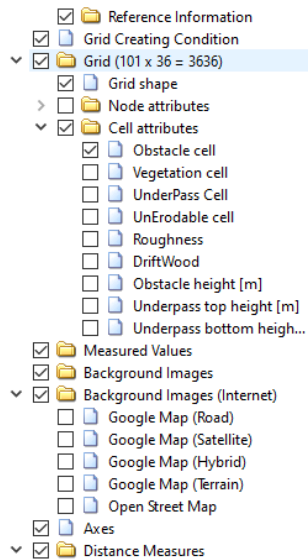 Reference Information
Grid Creating Condition
Grid (101 x 36 = 3636)
Grid shape
Node attributes
Cell attributes
Obstacle cell
Vegetation cell
UnderPass Cell
UnErodable cell
Roughness
DriftWood
Obstacle height [m]
Underpass top height [m]
Underpass bottom heigh...
Measured Values
Background Images
Background Images (Internet)
Google Map (Road)
Google Map (Satellite)
Google Map (Hybrid)
Google Map (Terrain)
Open Street Map
Axes
Distance Measures